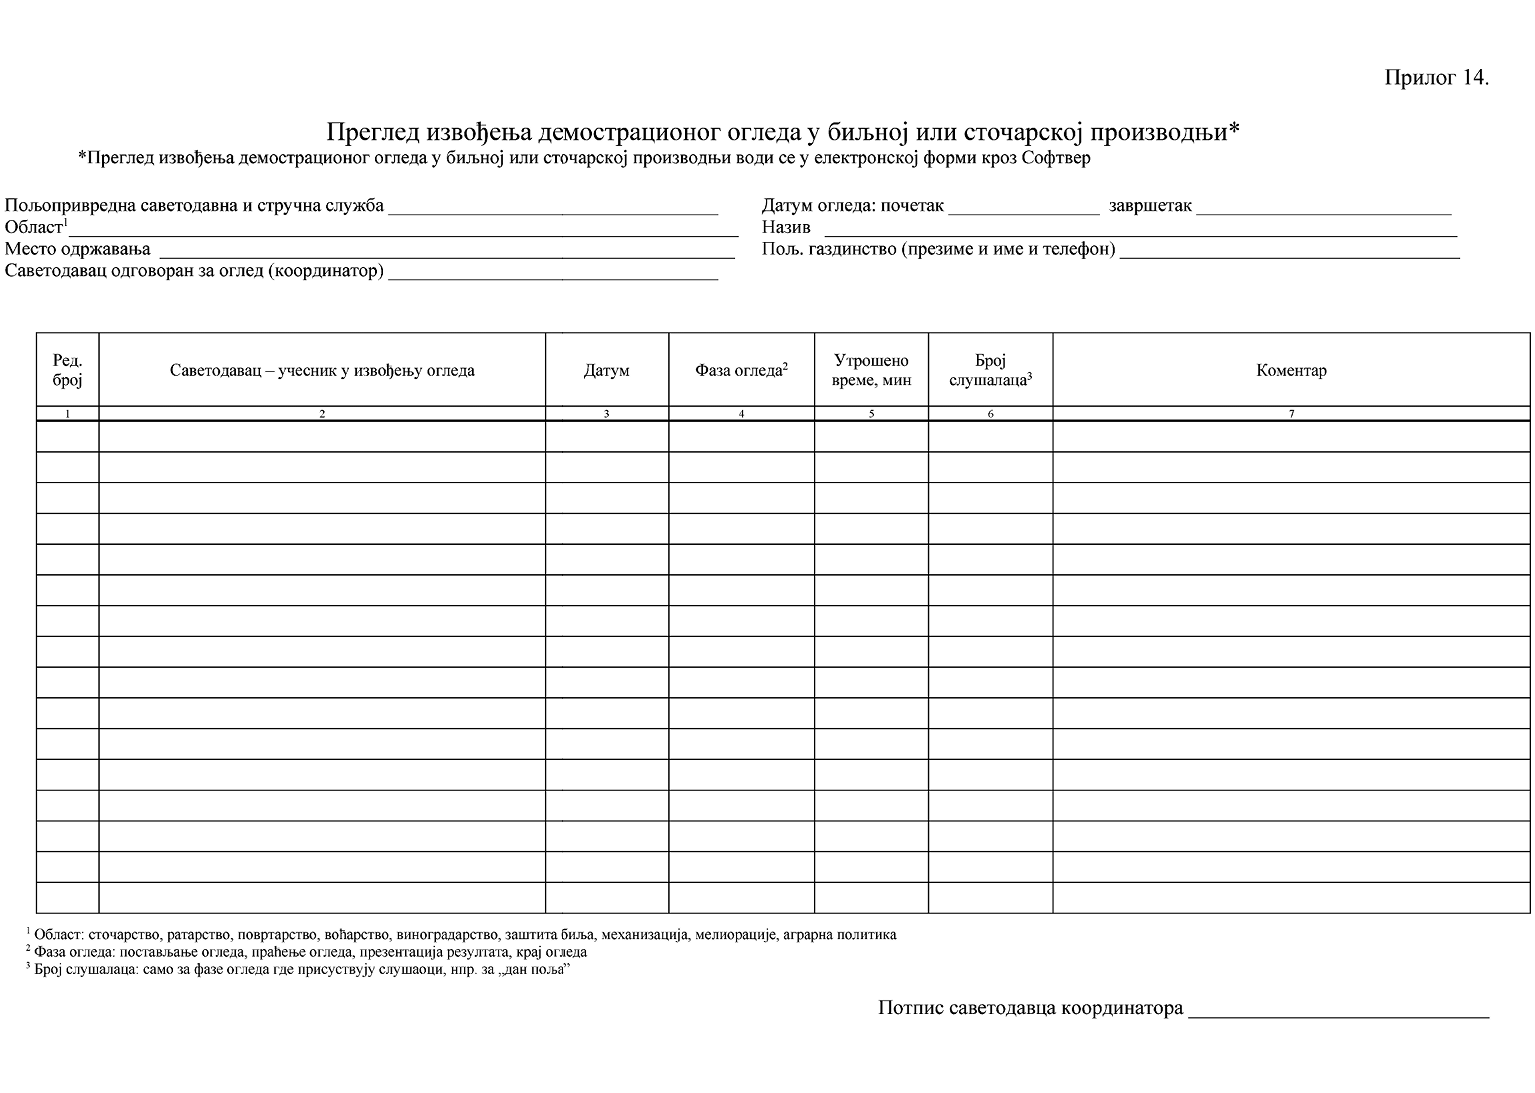 Прилог 14.
Преглед извођења демострационог огледа у биљној или сточарској производњи*
*Преглед извођења демострационог огледа у биљној или сточарској производњи води се у електронској форми кроз Софтвер
Пољопривредна саветодавна и стручна служба
Датум огледа: почетак завршетак
Област1
Назив
Место одржавања
Пољ. газдинство (презиме и име и телефон)
Саветодавац одговоран за оглед (координатор)
Ред. број
Саветодавац – учесник у извођењу огледа
Датум
Фаза огледа2
Утрошено време, мин
Број слушалаца3
Коментар
1 2 3 4 5 6 7
1 Област: сточарство, ратарство, повртарство, воћарство, виноградарство, заштита биља, механизација, мелиорације, аграрна политика
2 Фаза огледа: постављање огледа, праћење огледа, презентација резултата, крај огледа
3 Број слушалаца: само за фазе огледа где присуствују слушаоци, нпр. за „дан поља”
Потпис саветодавца координатора